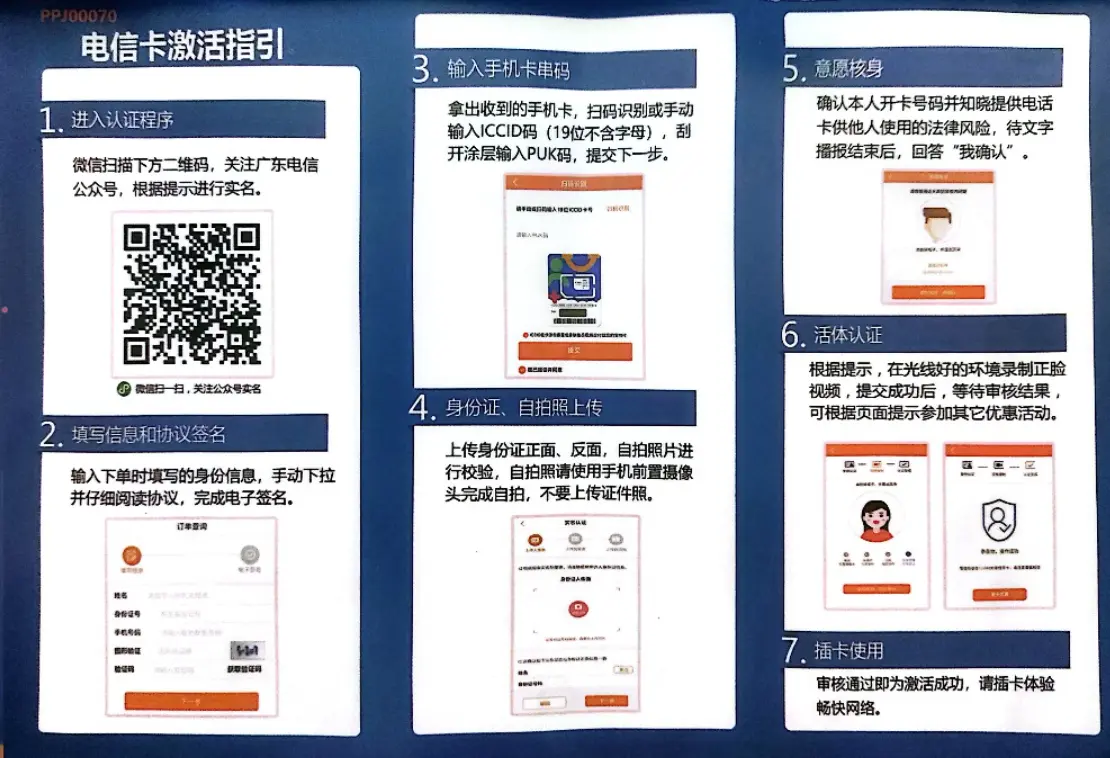 PPJ00070
电信卡激活指引
1. 进入认证程序
微信扫描下方二维码，关注广东电信
公众号，根据提示进行实名。
微信扫一扫，关注公众号实名
2. 填写信息和协议签名
输入下单时填写的身份信息，手动下拉
并仔细阅读协议，完成电子签名。
订单查询
填写信息
电子签名
姓名
身份证号
手机号码
图形验证
验证码
获取验证码
下一步
3. 输入手机卡串码
拿出收到的手机卡，扫码识别或手动
输入ICCID码（19位不含字母），刮
开涂层输入PUK码，提交下一步。
扫码识别
提交
4. 身份证、自拍照上传
上传身份证正面、反面，自拍照片进
行校验，自拍照请使用手机前置摄像
头完成自拍，不要上传证件照。
实名认证
姓名
身份证号码
下一步
5. 意愿核身
确认本人开卡号码并知晓提供电话
卡供他人使用的法律风险，待文字
播报结束后，回答“我确认”。
6. 活体认证
根据提示，在光线好的环境录制正脸
视频，提交成功后，等待审核结果，
可根据页面提示参加其它优惠活动。
7. 插卡使用
审核通过即为激活成功，请插卡体验
畅快网络。